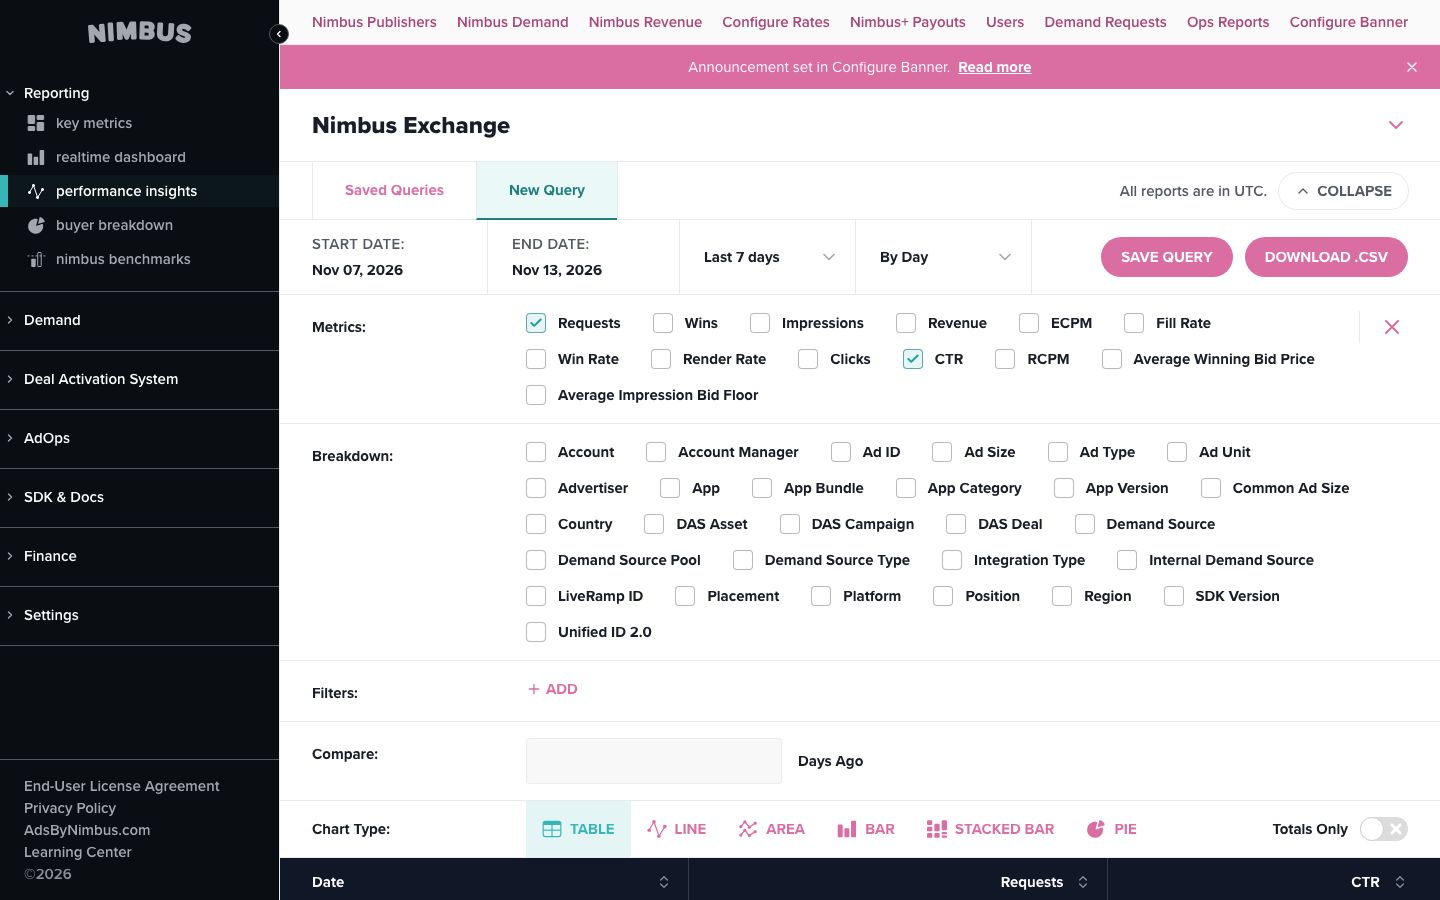 NIMBUS
Nimbus Publishers Nimbus Demand Nimbus Revenue Configure Rates Nimbus+ Payouts Users Demand Requests Ops Reports Configure Banner
Announcement set in Configure Banner. Read more
Reporting
key metrics
realtime dashboard
performance insights
buyer breakdown
nimbus benchmarks
Demand
Deal Activation System
AdOps
SDK & Docs
Finance
Settings
End-User License Agreement
Privacy Policy
AdsByNimbus.com
Learning Center
©2026
Nimbus Exchange
Saved Queries New Query All reports are in UTC. COLLAPSE
START DATE: END DATE:
Nov 07, 2026 Nov 13, 2026 Last 7 days By Day SAVE QUERY DOWNLOAD .CSV
Metrics: Requests Wins Impressions Revenue ECPM Fill Rate
Win Rate Render Rate Clicks CTR RCPM Average Winning Bid Price
Average Impression Bid Floor
Breakdown: Account Account Manager Ad ID Ad Size Ad Type Ad Unit
Advertiser App App Bundle App Category App Version Common Ad Size
Country DAS Asset DAS Campaign DAS Deal Demand Source
Demand Source Pool Demand Source Type Integration Type Internal Demand Source
LiveRamp ID Placement Platform Position Region SDK Version
Unified ID 2.0
Filters: + ADD
Compare: Days Ago
Chart Type: TABLE LINE AREA BAR STACKED BAR PIE Totals Only
Date Requests CTR